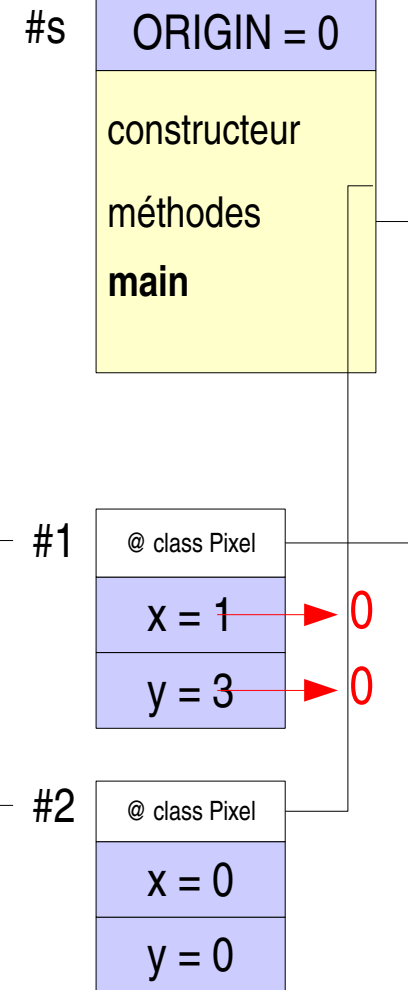 #s
ORIGIN = 0
constructeur
méthodes
main
#1
@ class Pixel
x = 1
0
y = 3
0
#2
@ class Pixel
x = 0
y = 0